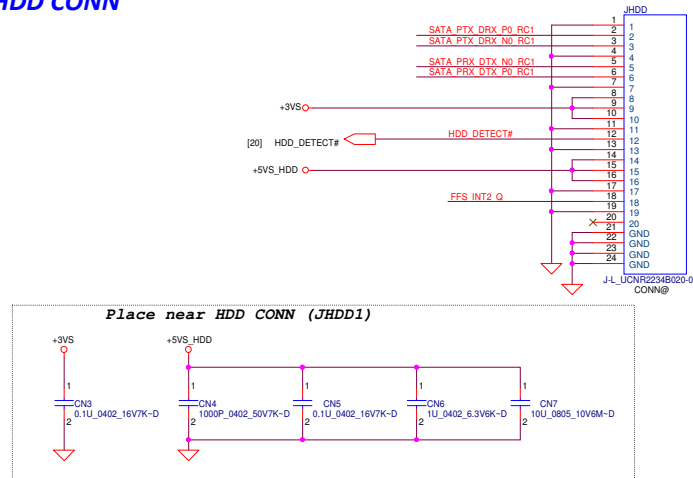 HDD CONN
JHDD
1 1
SATA_PTX_DRX_P0_RC1 2 2
SATA_PTX_DRX_N0_RC1 3 3
4 4
SATA_PRX_DTX_N0_RC1 5 5
SATA_PRX_DTX_P0_RC1 6 6
7 7
8 8
+3VS 9 9
10 10
11 11
[20] HDD_DETECT# HDD_DETECT# 12 12
13 13
14 14
+5VS_HDD 15 15
16 16
17 17
FFS_INT2_Q 18 18
19 19
20 20
21 GND
22 GND
23 GND
24 GND
J-L_UCNR2234B020-0
CONN@
Place near HDD CONN (JHDD1)
+3VS +5VS_HDD
1 1 1 1 1
CN3 CN4 CN5 CN6 CN7
0.1U_0402_16V7K~D 1000P_0402_50V7K~D 0.1U_0402_16V7K~D 1U_0402_6.3V6K~D 10U_0805_10V6M~D
2 2 2 2 2